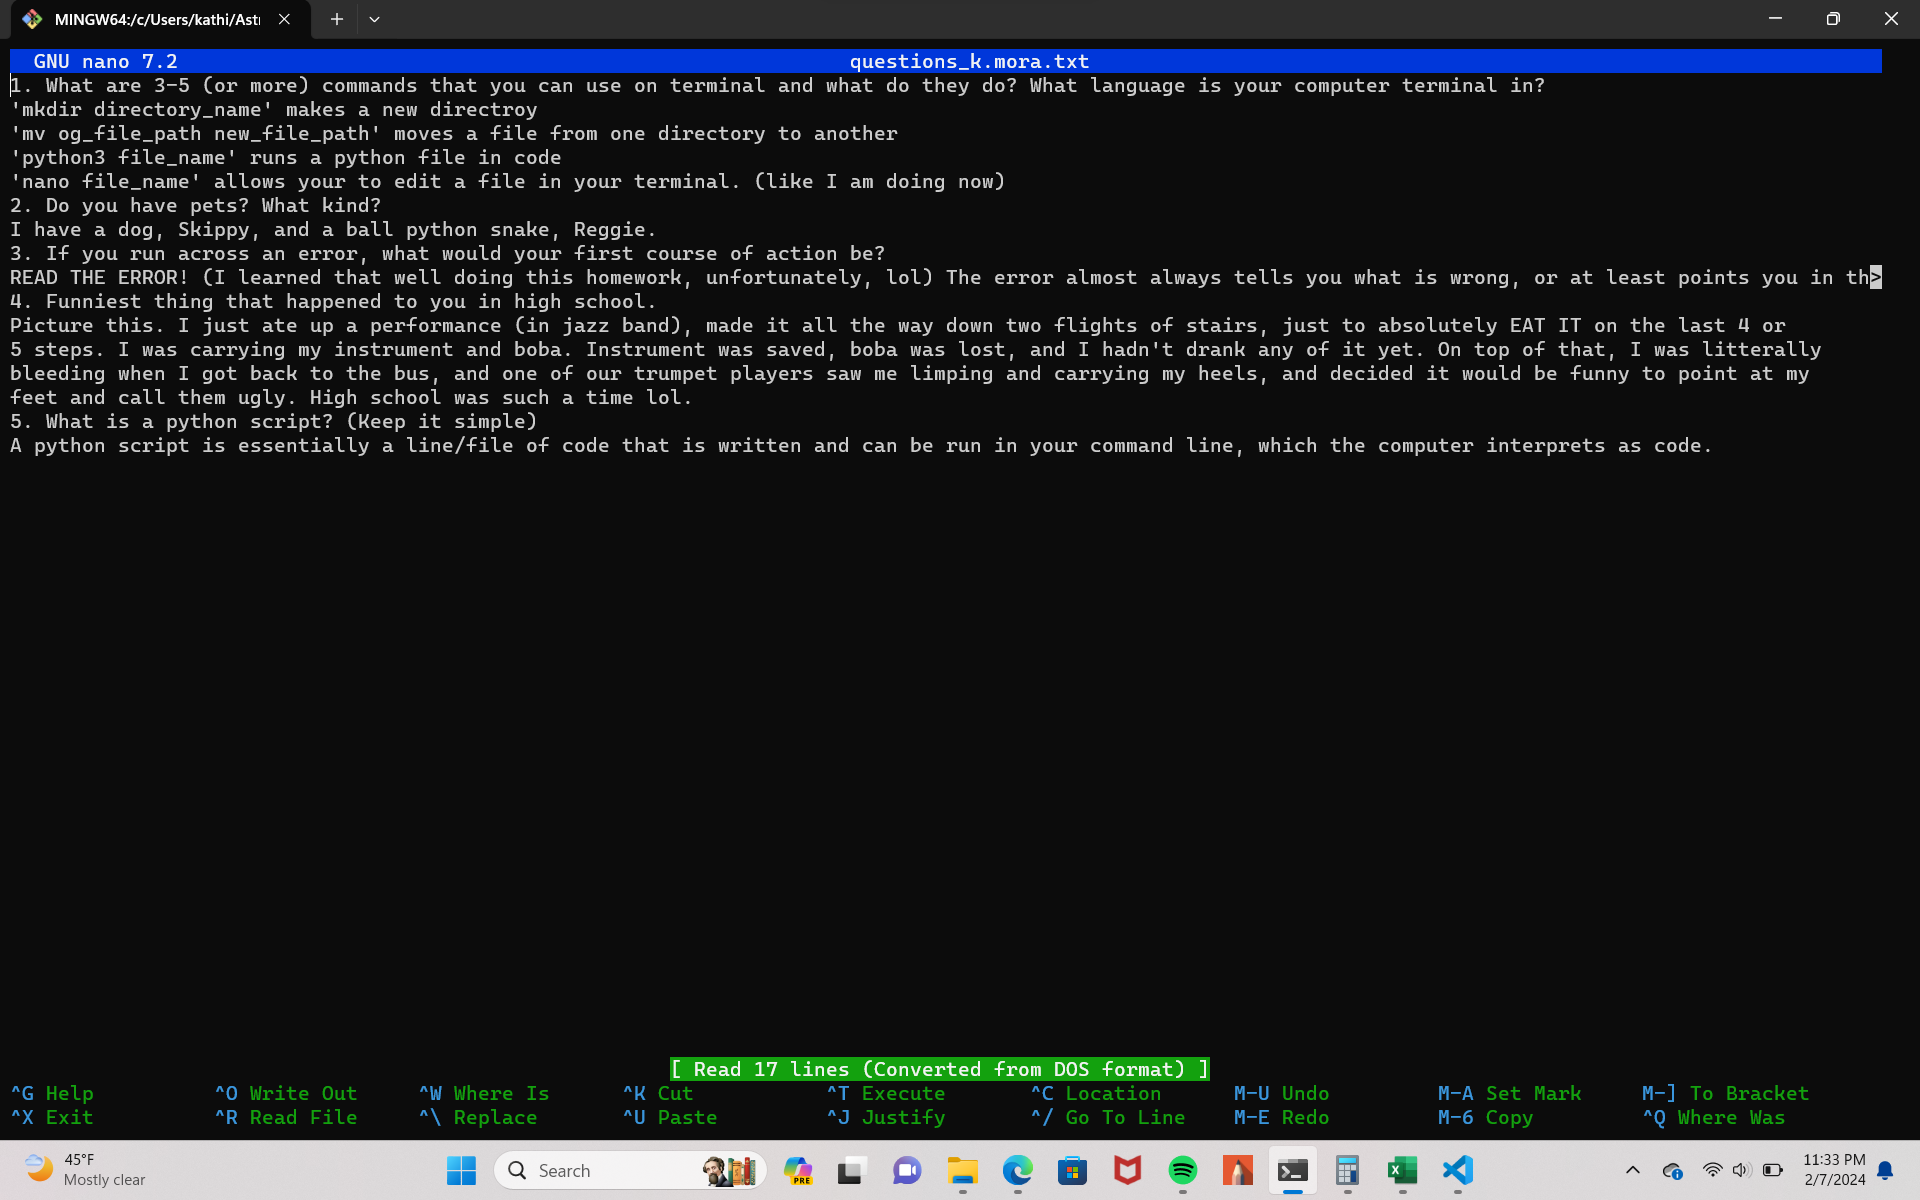 MINGW64:/c/Users/kathi/Ast
GNU nano 7.2 questions_k.mora.txt
1. What are 3-5 (or more) commands that you can use on terminal and what do they do? What language is your computer terminal in?
'mkdir directory_name' makes a new directroy
'mv og_file_path new_file_path' moves a file from one directory to another
'python3 file_name' runs a python file in code
'nano file_name' allows your to edit a file in your terminal. (like I am doing now)
2. Do you have pets? What kind?
I have a dog, Skippy, and a ball python snake, Reggie.
3. If you run across an error, what would your first course of action be?
READ THE ERROR! (I learned that well doing this homework, unfortunately, lol) The error almost always tells you what is wrong, or at least points you in th>
4. Funniest thing that happened to you in high school.
Picture this. I just ate up a performance (in jazz band), made it all the way down two flights of stairs, just to absolutely EAT IT on the last 4 or
5 steps. I was carrying my instrument and boba. Instrument was saved, boba was lost, and I hadn't drank any of it yet. On top of that, I was litterally
bleeding when I got back to the bus, and one of our trumpet players saw me limping and carrying my heels, and decided it would be funny to point at my
feet and call them ugly. High school was such a time lol.
5. What is a python script? (Keep it simple)
A python script is essentially a line/file of code that is written and can be run in your command line, which the computer interprets as code.
[ Read 17 lines (Converted from DOS format) ]
^G Help ^O Write Out ^W Where Is ^K Cut ^T Execute ^C Location M-U Undo M-A Set Mark M-] To Bracket
^X Exit ^R Read File ^\ Replace ^U Paste ^J Justify ^/ Go To Line M-E Redo M-6 Copy ^Q Where Was
45°F
Mostly clear
Search
PRE
11:33 PM
2/7/2024